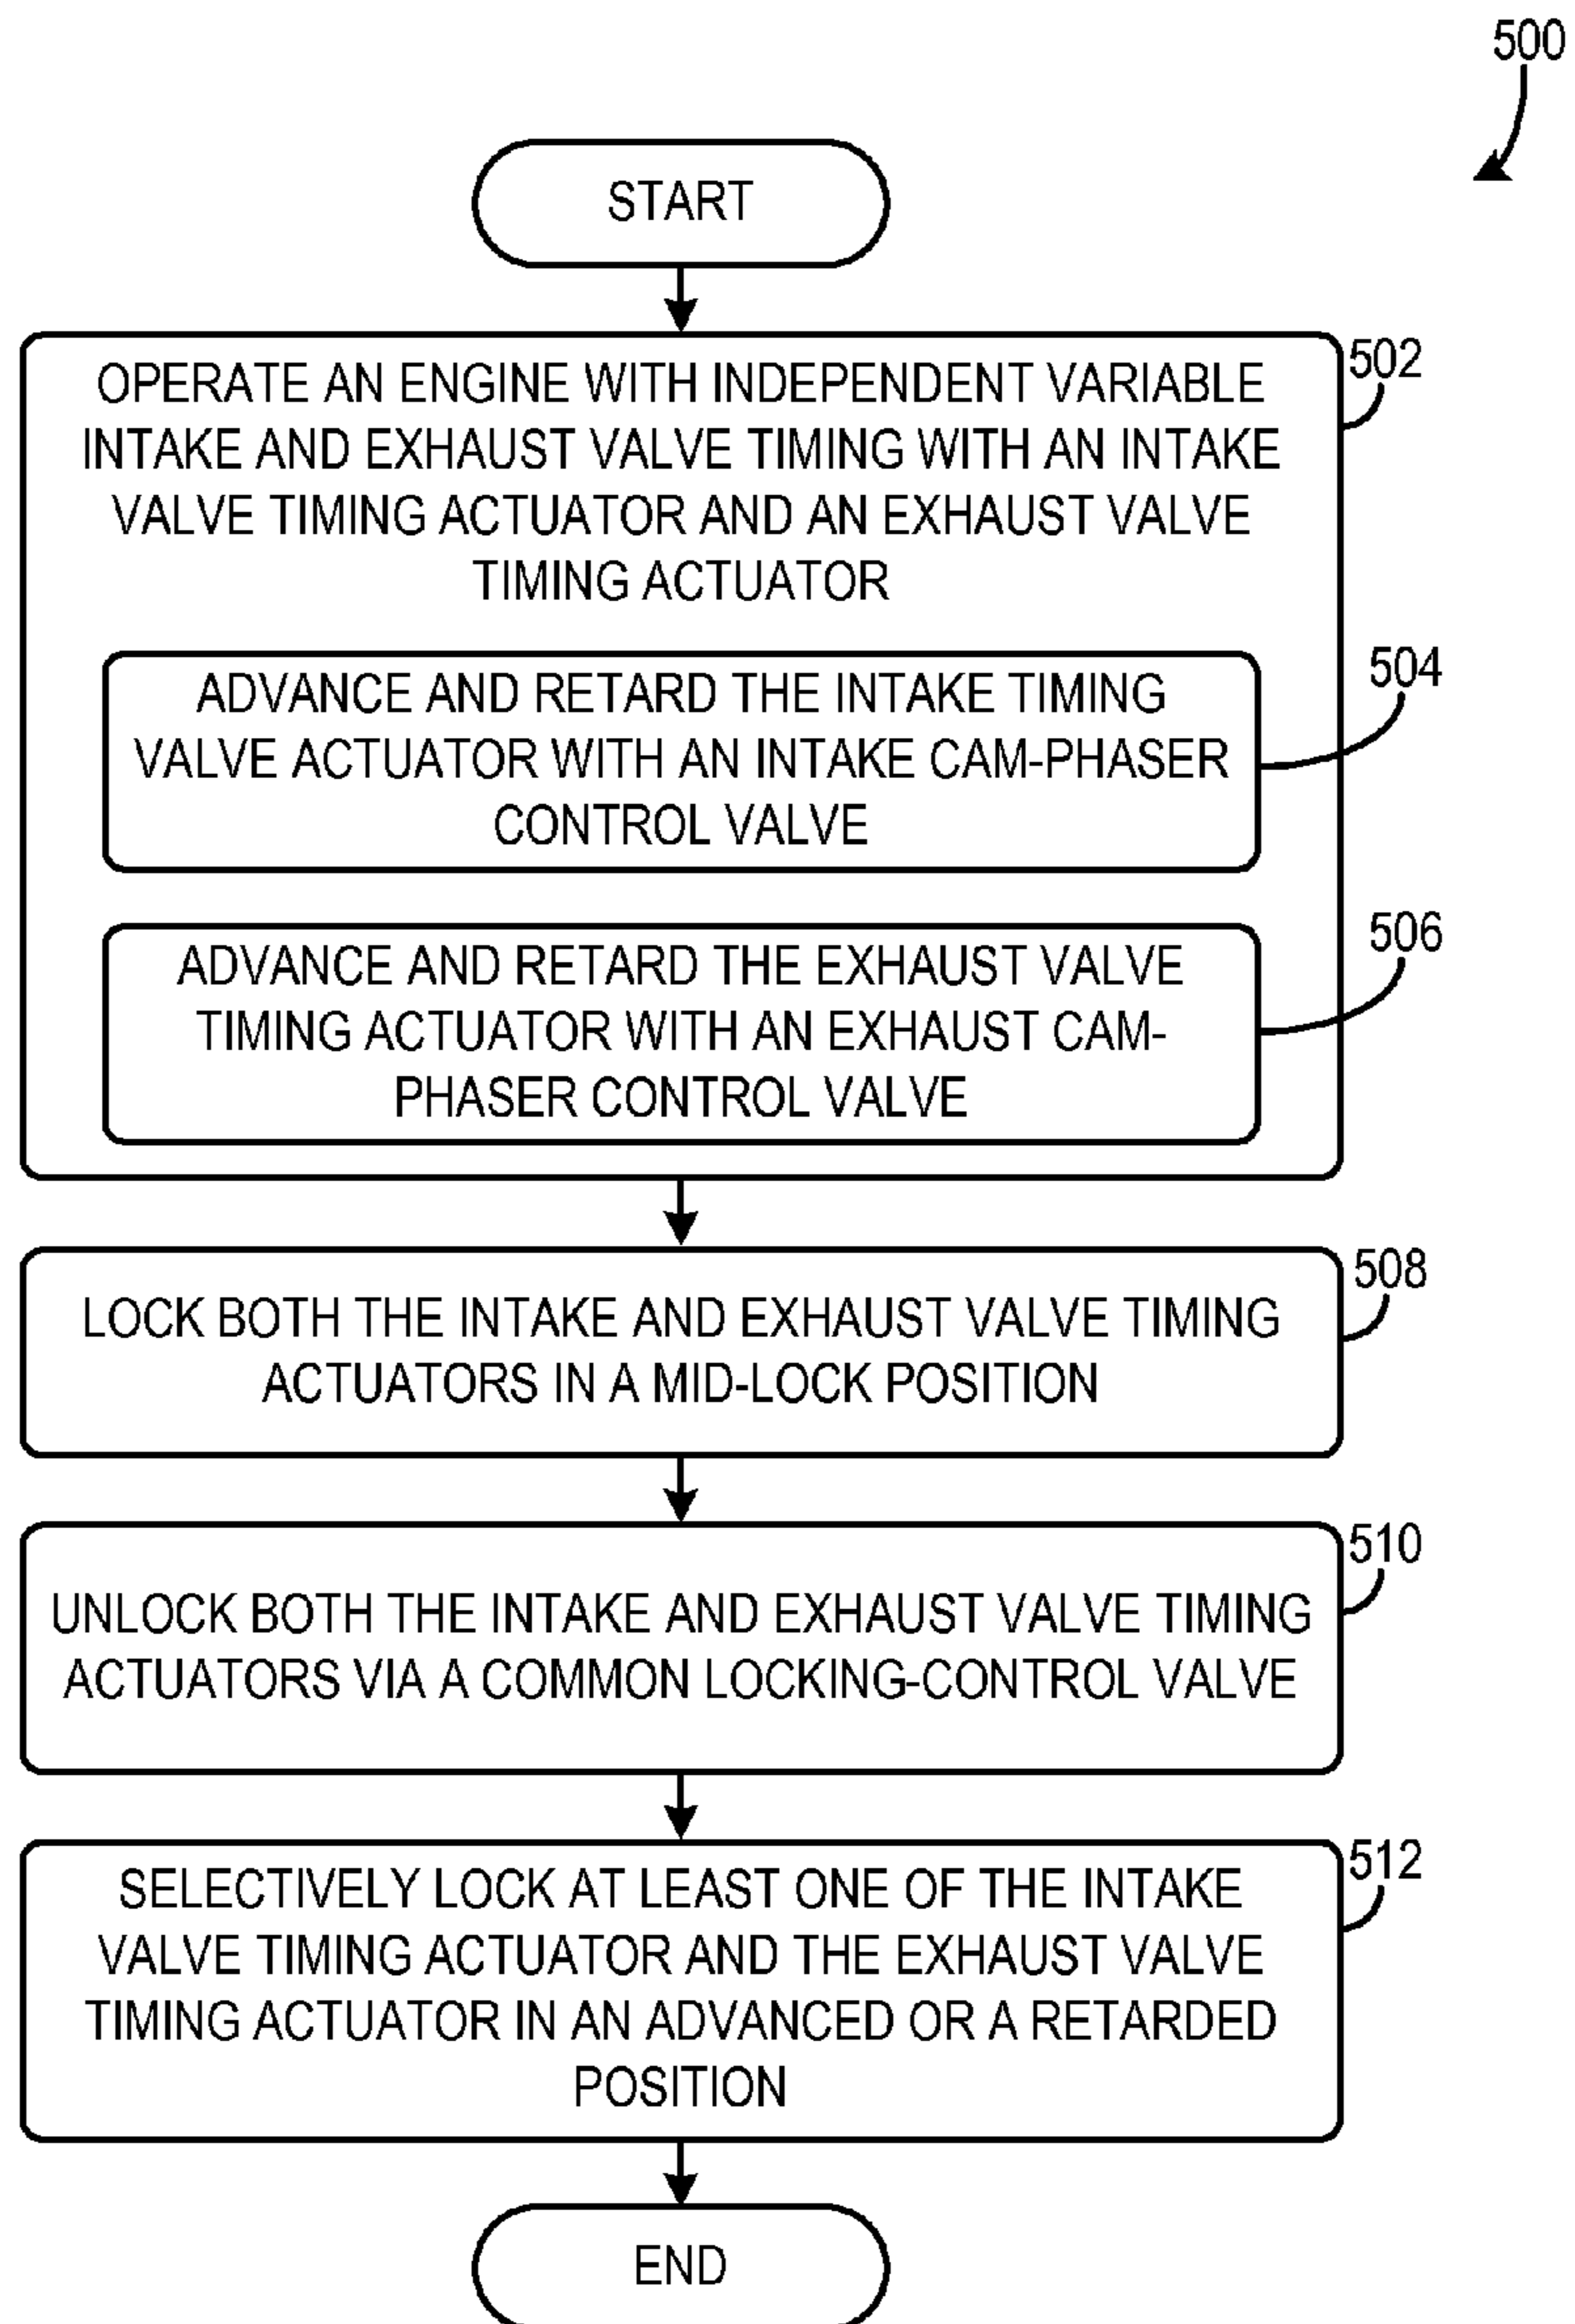 500
START
502
OPERATE AN ENGINE WITH INDEPENDENT VARIABLE
INTAKE AND EXHAUST VALVE TIMING WITH AN INTAKE
VALVE TIMING ACTUATOR AND AN EXHAUST VALVE
TIMING ACTUATOR
504
ADVANCE AND RETARD THE INTAKE TIMING
VALVE ACTUATOR WITH AN INTAKE CAM-PHASER
CONTROL VALVE
506
ADVANCE AND RETARD THE EXHAUST VALVE
TIMING ACTUATOR WITH AN EXHAUST CAM-
PHASER CONTROL VALVE
508
LOCK BOTH THE INTAKE AND EXHAUST VALVE TIMING
ACTUATORS IN A MID-LOCK POSITION
510
UNLOCK BOTH THE INTAKE AND EXHAUST VALVE TIMING
ACTUATORS VIA A COMMON LOCKING-CONTROL VALVE
512
SELECTIVELY LOCK AT LEAST ONE OF THE INTAKE
VALVE TIMING ACTUATOR AND THE EXHAUST VALVE
TIMING ACTUATOR IN AN ADVANCED OR A RETARDED
POSITION
END